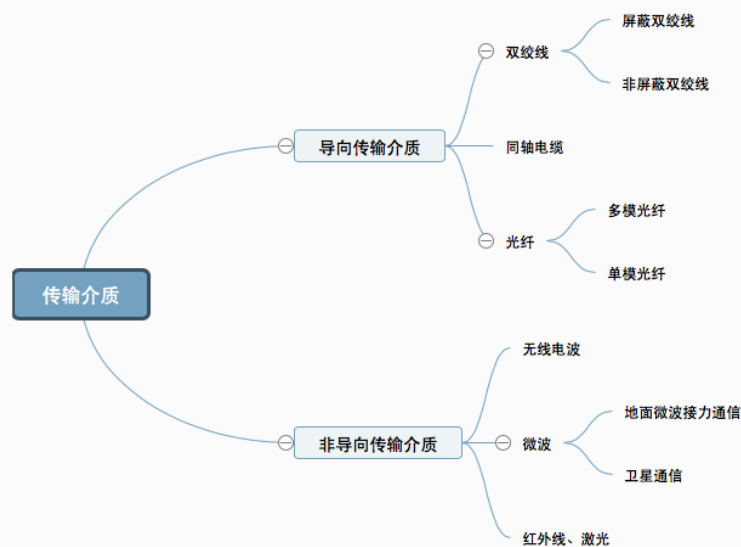 传输介质
导向传输介质
双绞线
屏蔽双绞线
非屏蔽双绞线
同轴电缆
光纤
多模光纤
单模光纤
非导向传输介质
无线电波
微波
地面微波接力通信
卫星通信
红外线、激光